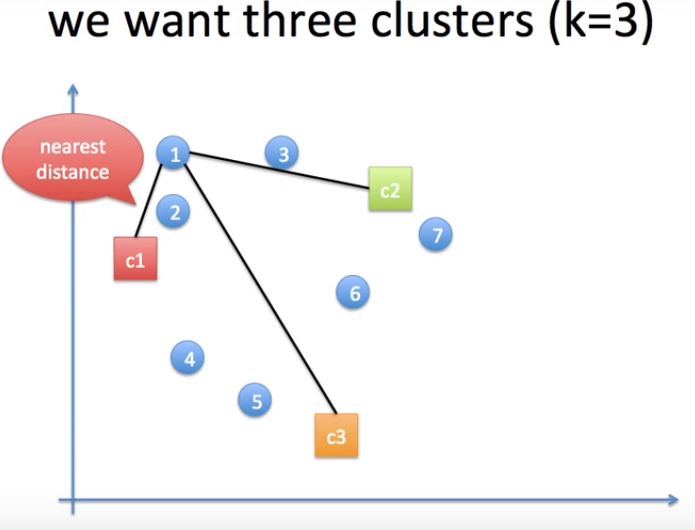 we want three clusters (k=3)
nearest
distance
1
3
c2
2
7
c1
6
4
5
c3